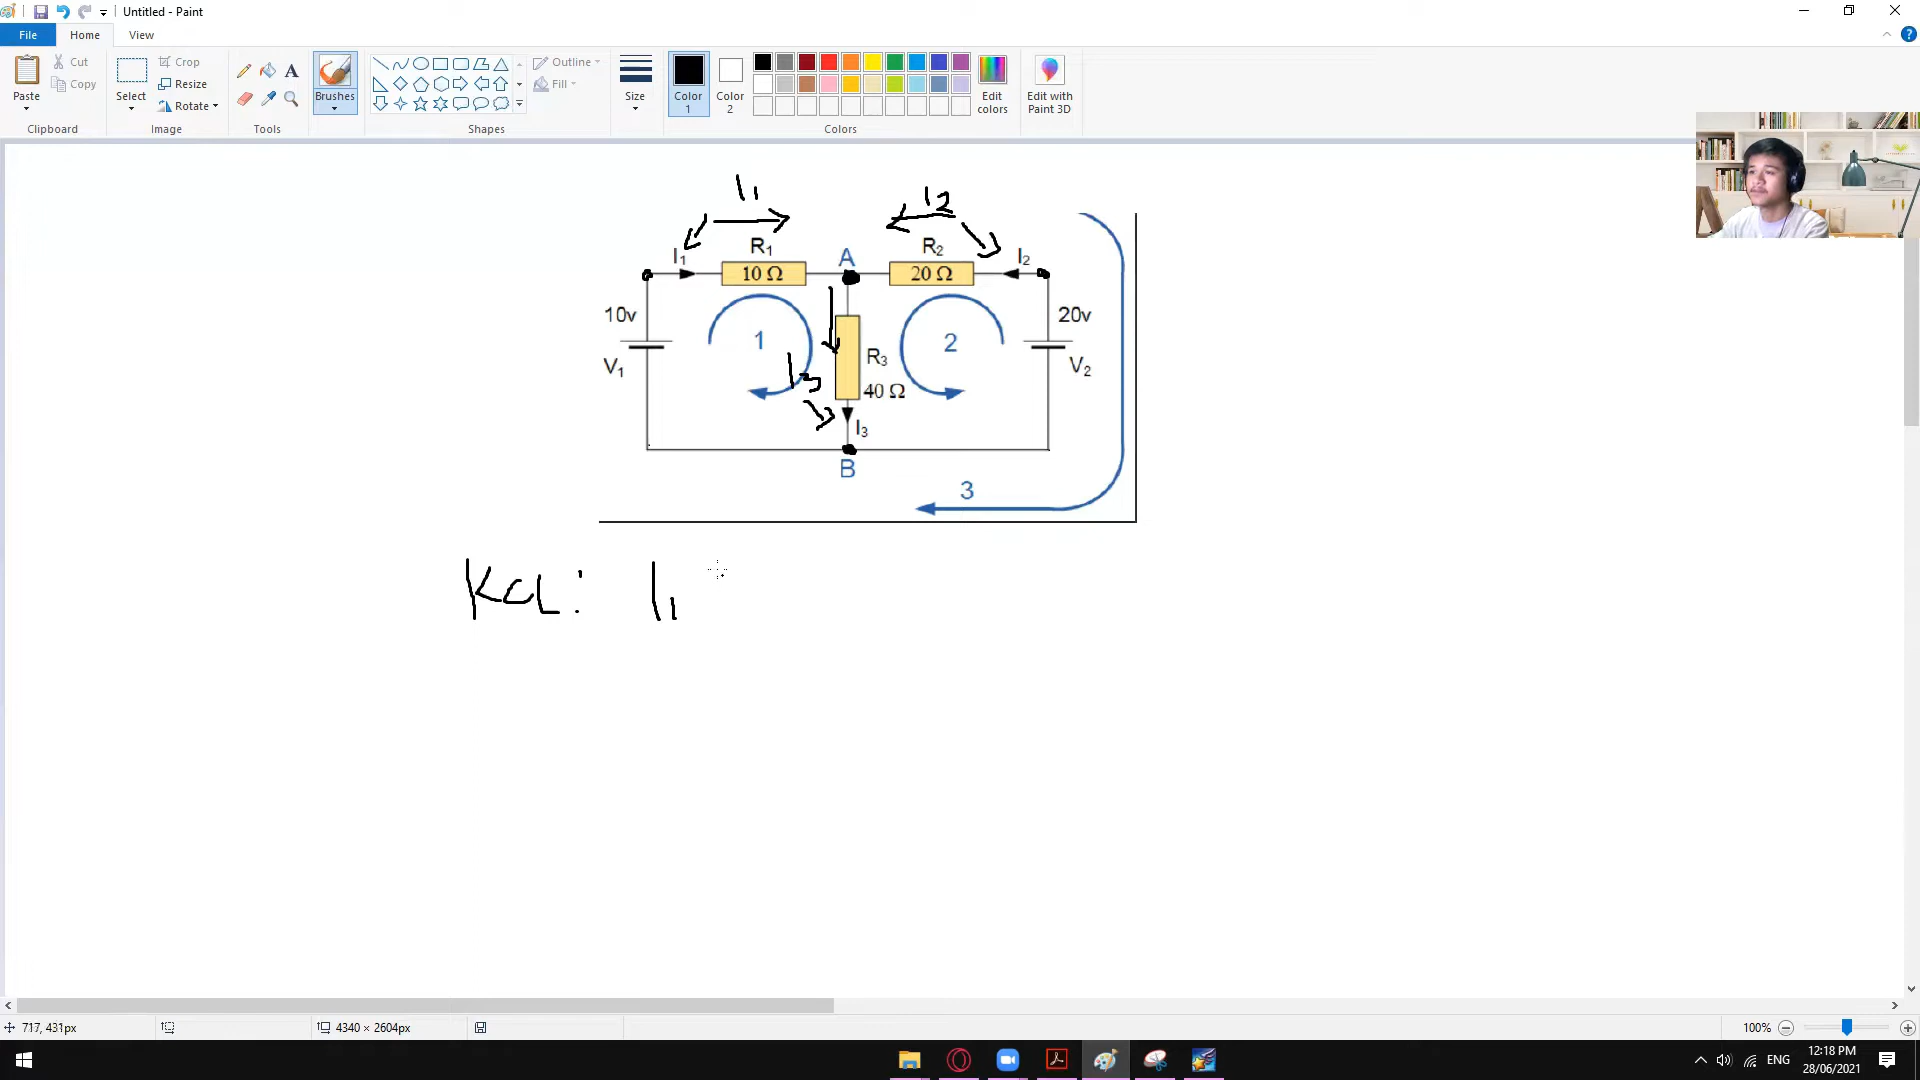 Untitled - Paint
File Home View
Paste
Cut
Copy
Clipboard
Select
Crop
Resize
Rotate
Image
Tools
Brushes
Shapes
Outline
Fill
Size
Color 1
Color 2
Edit colors
Edit with Paint 3D
Colors
I1 I2
I1 R1 A R2 I2
10 Ω 20 Ω
10v 1 2 20v
V1 I3 R3 V2
40 Ω
I3
B
3
KCL: I1
717, 431px
4340 × 2604px
100%
ENG
12:18 PM
28/06/2021